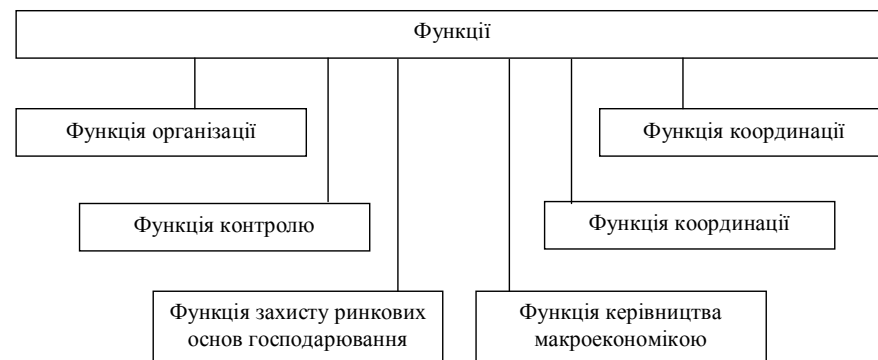 Функції
Функція організації
Функція координації
Функція контролю
Функція координації
Функція захисту ринкових
основ господарювання
Функція керівництва
макроекономікою